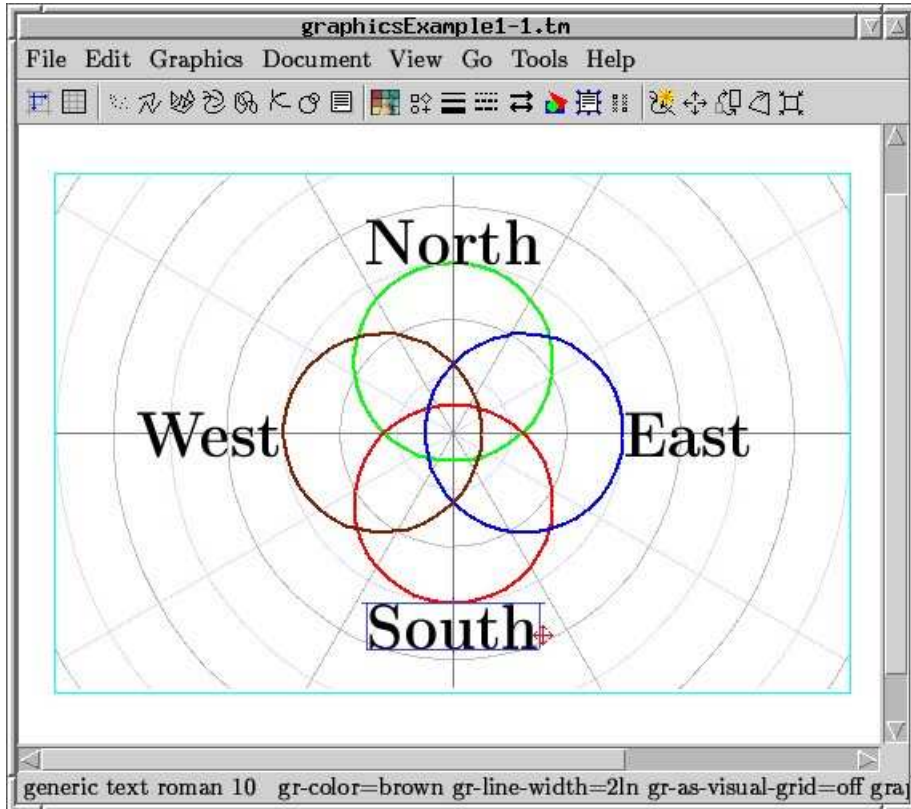 graphicsExample1-1.tm
File Edit Graphics Document View Go Tools Help
North
West East
South
generic text roman 10 gr-color=brown gr-line-width=2ln gr-as-visual-grid=off gra